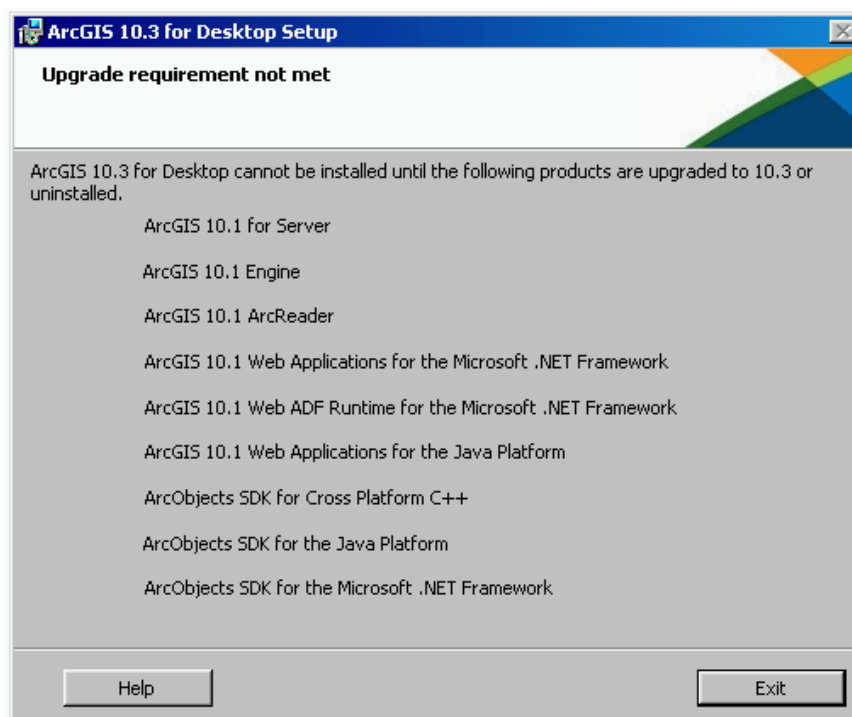 ArcGIS 10.3 for Desktop Setup
Upgrade requirement not met
ArcGIS 10.3 for Desktop cannot be installed until the following products are upgraded to 10.3 or
uninstalled.
ArcGIS 10.1 for Server
ArcGIS 10.1 Engine
ArcGIS 10.1 ArcReader
ArcGIS 10.1 Web Applications for the Microsoft .NET Framework
ArcGIS 10.1 Web ADF Runtime for the Microsoft .NET Framework
ArcGIS 10.1 Web Applications for the Java Platform
ArcObjects SDK for Cross Platform C++
ArcObjects SDK for the Java Platform
ArcObjects SDK for the Microsoft .NET Framework
Help
Exit